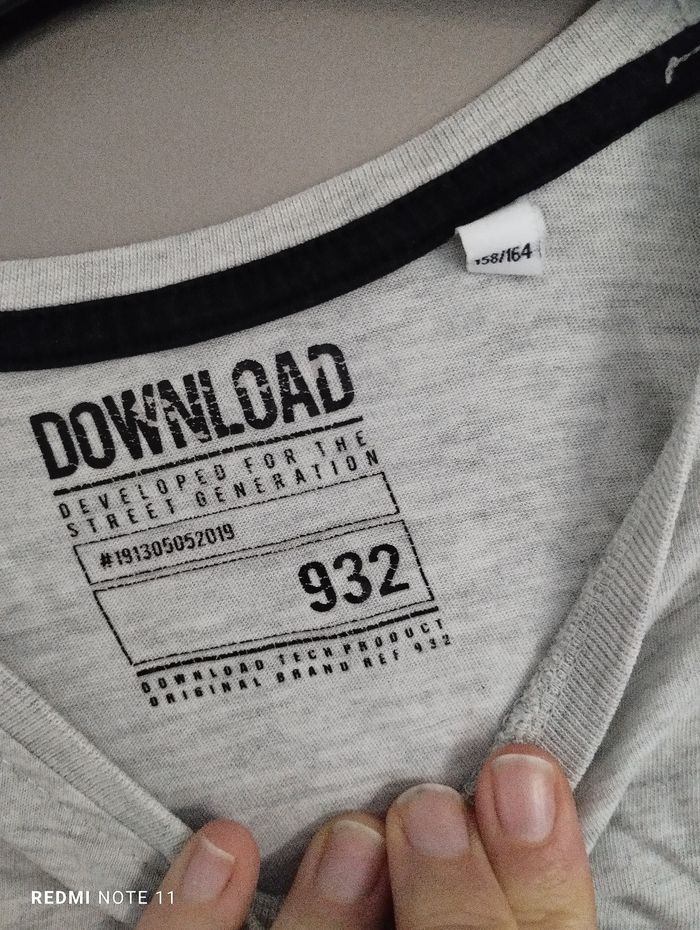 158/164
DOWNLOAD
DEVELOPED FOR THE
STREET GENERATION
#191305052019
932
DOWNLOAD TECH PRODUCT
ORIGINAL BRAND REF 932
REDMI NOTE 11